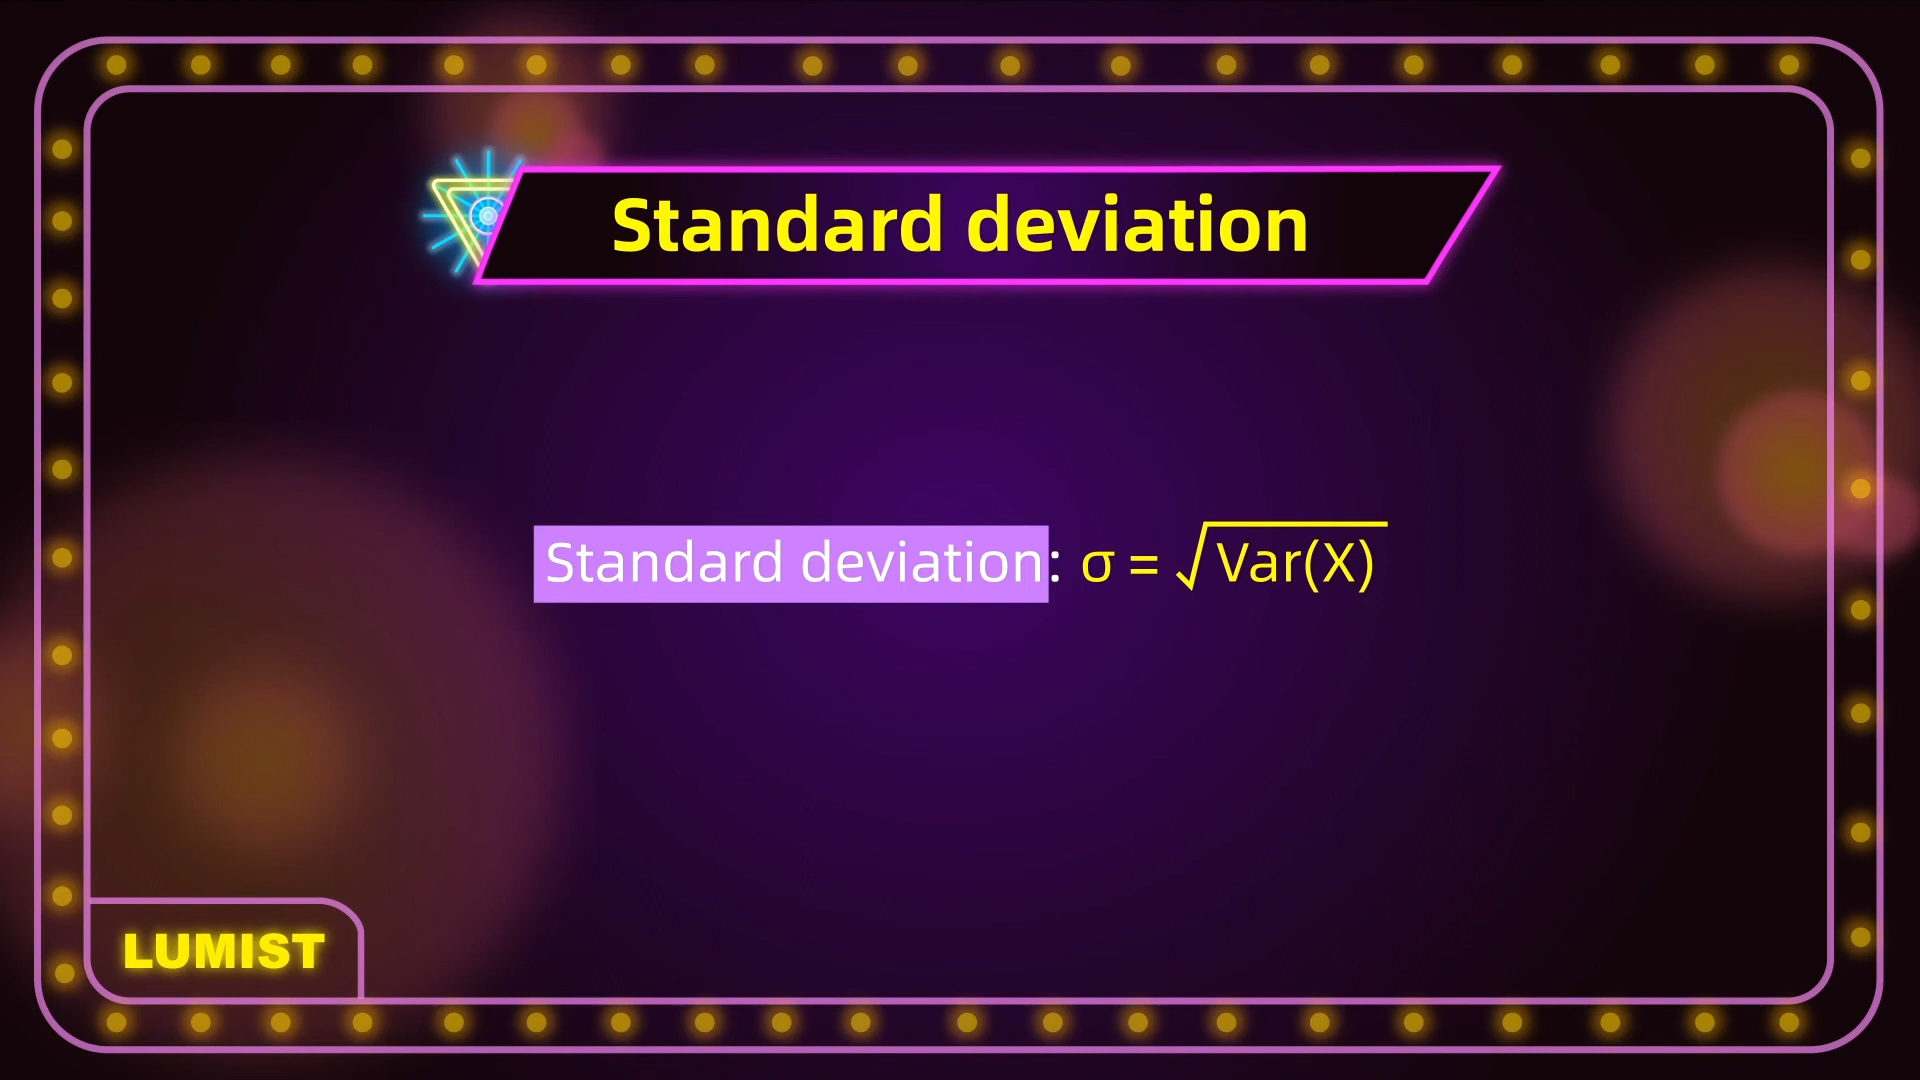 Standard deviation
Standard deviation: σ = √Var(X)
LUMIST